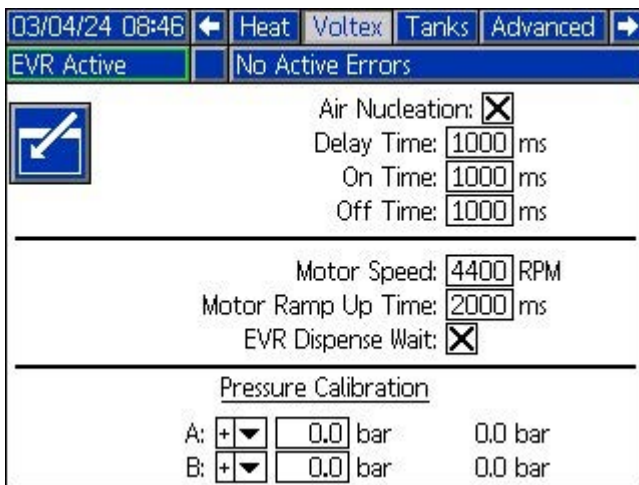 03/04/24 08:46 Heat Voltex Tanks Advanced
EVR Active No Active Errors
Air Nucleation:
Delay Time: 1000 ms
On Time: 1000 ms
Off Time: 1000 ms
Motor Speed: 4400 RPM
Motor Ramp Up Time: 2000 ms
EVR Dispense Wait:
Pressure Calibration
A: + 0.0 bar 0.0 bar
B: + 0.0 bar 0.0 bar